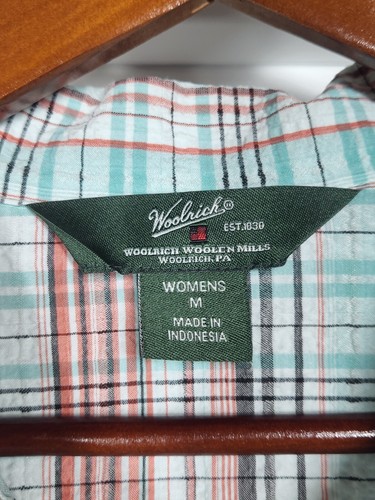 Woolrich
EST.1830
WOOLRICH WOOLEN MILLS
WOOLRICH, PA
WOMENS
M
MADE IN
INDONESIA